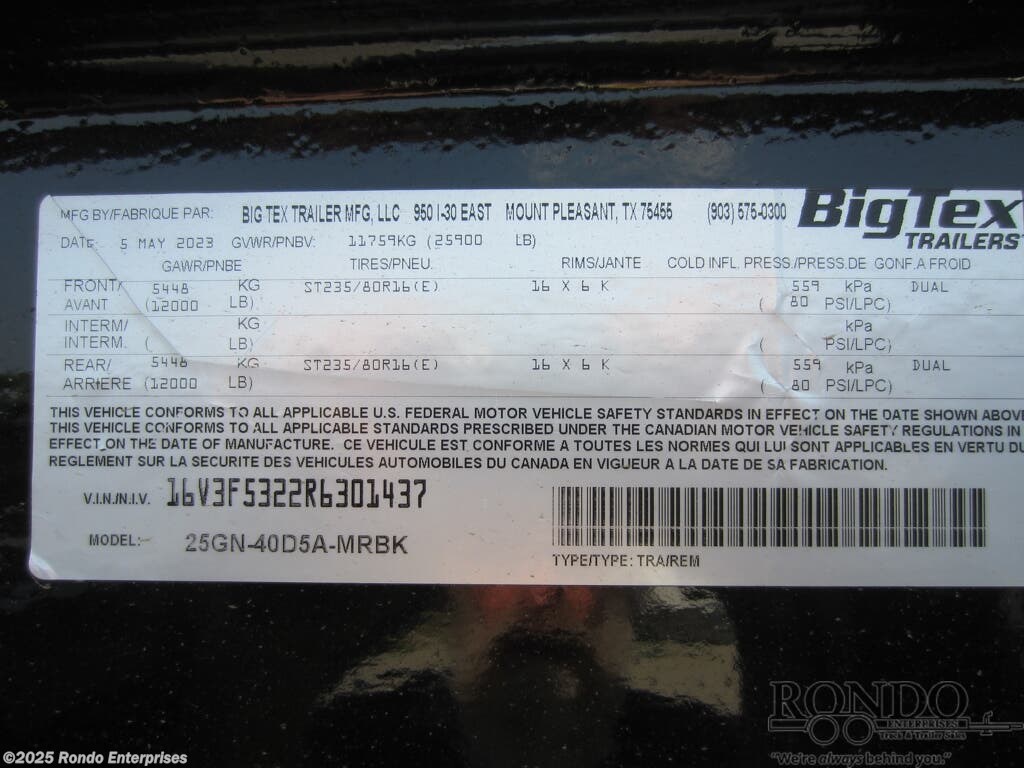 MFG BY/FABRIQUE PAR: BIG TEX TRAILER MFG, LLC 950 I-30 EAST MOUNT PLEASANT, TX 75455 (903) 575-0300 BigTex
TRAILERS
DATE: 5 MAY 2023 GVWR/PNBV: 11759KG (25900 LB)
GAWR/PNBE TIRES/PNEU. RIMS/JANTE COLD INFL. PRESS./PRESS.DE GONF.A FROID
FRONT/ 5448 KG ST235/80R16(E) 16 X 6 K 559 kPa DUAL
AVANT (12000 LB) ( 80 PSI/LPC)
INTERM/ KG kPa
INTERM. ( LB) ( PSI/LPC)
REAR/ 5448 KG ST235/80R16(E) 16 X 6 K 559 kPa DUAL
ARRIERE (12000 LB) ( 80 PSI/LPC)
THIS VEHICLE CONFORMS TO ALL APPLICABLE U.S. FEDERAL MOTOR VEHICLE SAFETY STANDARDS IN EFFECT ON THE DATE SHOWN ABOVE
THIS VEHICLE CONFORMS TO ALL APPLICABLE STANDARDS PRESCRIBED UNDER THE CANADIAN MOTOR VEHICLE SAFETY REGULATIONS IN
EFFECT ON THE DATE OF MANUFACTURE. CE VEHICULE EST CONFORME A TOUTES LES NORMES QUI LUI SONT APPLICABLES EN VERTU DU
REGLEMENT SUR LA SECURITE DES VEHICULES AUTOMOBILES DU CANADA EN VIGUEUR A LA DATE DE SA FABRICATION.
V.I.N./N.I.V. 16V3F5322R6301437
MODEL: 25GN-40D5A-MRBK
TYPE/TYPE: TRA/REM
RONDO
ENTERPRISES
Truck & Trailer Sales
"We're always behind you."
©2025 Rondo Enterprises